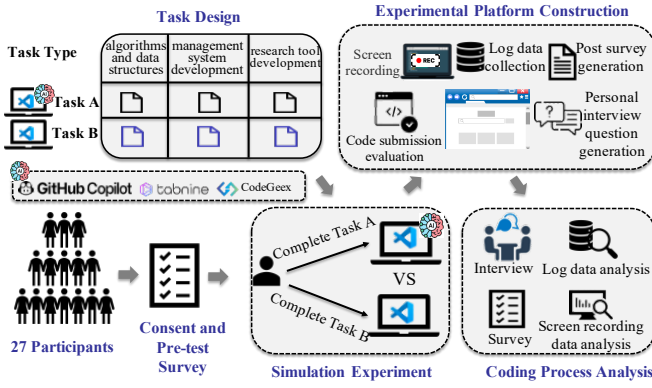 Task Design
Task Type
algorithms and data structures
management system development
research tool development
Task A
Task B
GitHub Copilot
tabnine
CodeGeex
Experimental Platform Construction
Screen recording
REC
Log data collection
Post survey generation
Code submission evaluation
Personal interview question generation
27 Participants
Consent and Pre-test Survey
Complete Task A
VS
Complete Task B
Simulation Experiment
Interview
Log data analysis
Survey
Screen recording data analysis
Coding Process Analysis